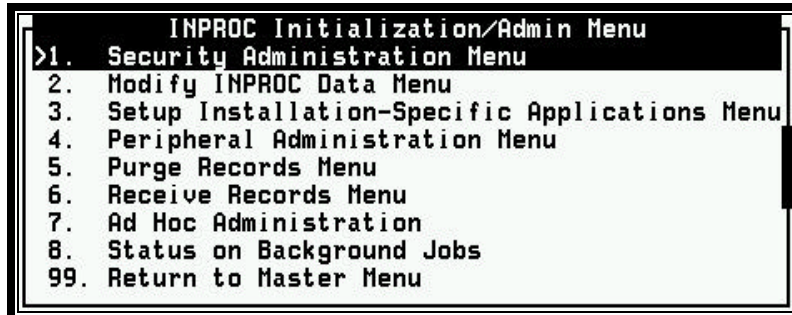 INPROC Initialization/Admin Menu
>1. Security Administration Menu
2. Modify INPROC Data Menu
3. Setup Installation-Specific Applications Menu
4. Peripheral Administration Menu
5. Purge Records Menu
6. Receive Records Menu
7. Ad Hoc Administration
8. Status on Background Jobs
99. Return to Master Menu